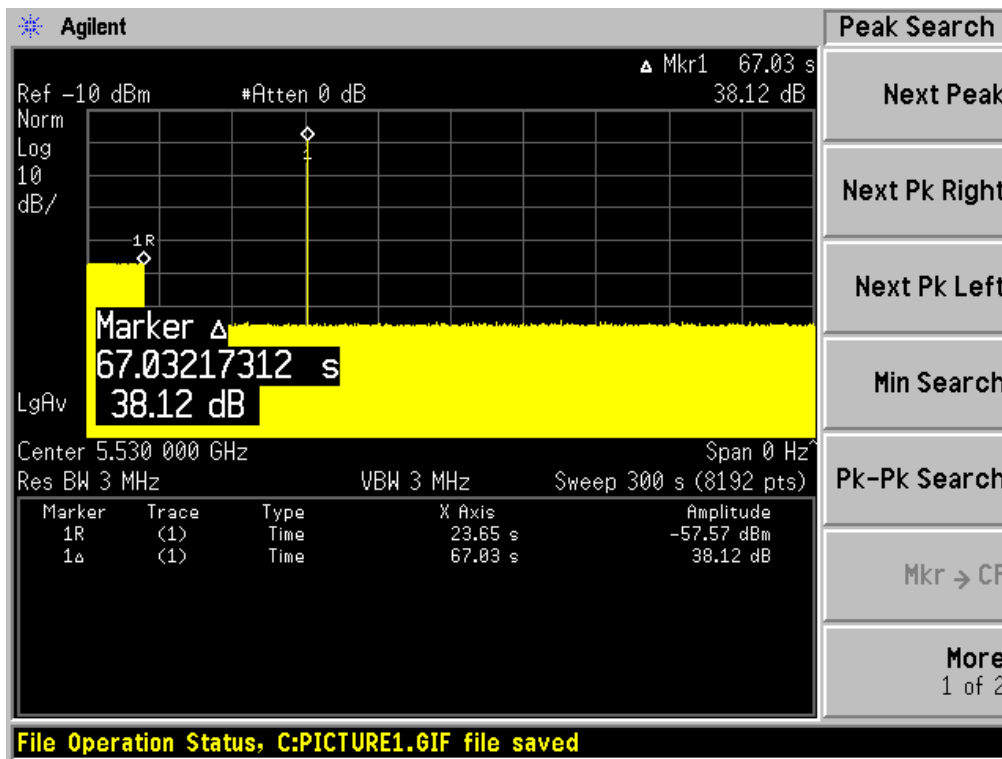 Agilent
Peak Search
Δ Mkr1 67.03 s
Ref -10 dBm #Atten 0 dB 38.12 dB
Norm
Log
10
dB/
1
1R
Marker Δ
67.03217312 s
38.12 dB
LgAv
Center 5.530 000 GHz Span 0 Hz^
Res BW 3 MHz VBW 3 MHz Sweep 300 s (8192 pts)
Marker Trace Type X Axis Amplitude
1R (1) Time 23.65 s -57.57 dBm
1Δ (1) Time 67.03 s 38.12 dB
Next Peak
Next Pk Right
Next Pk Left
Min Search
Pk-Pk Search
Mkr → CF
More
1 of 2
File Operation Status, C:PICTURE1.GIF file saved